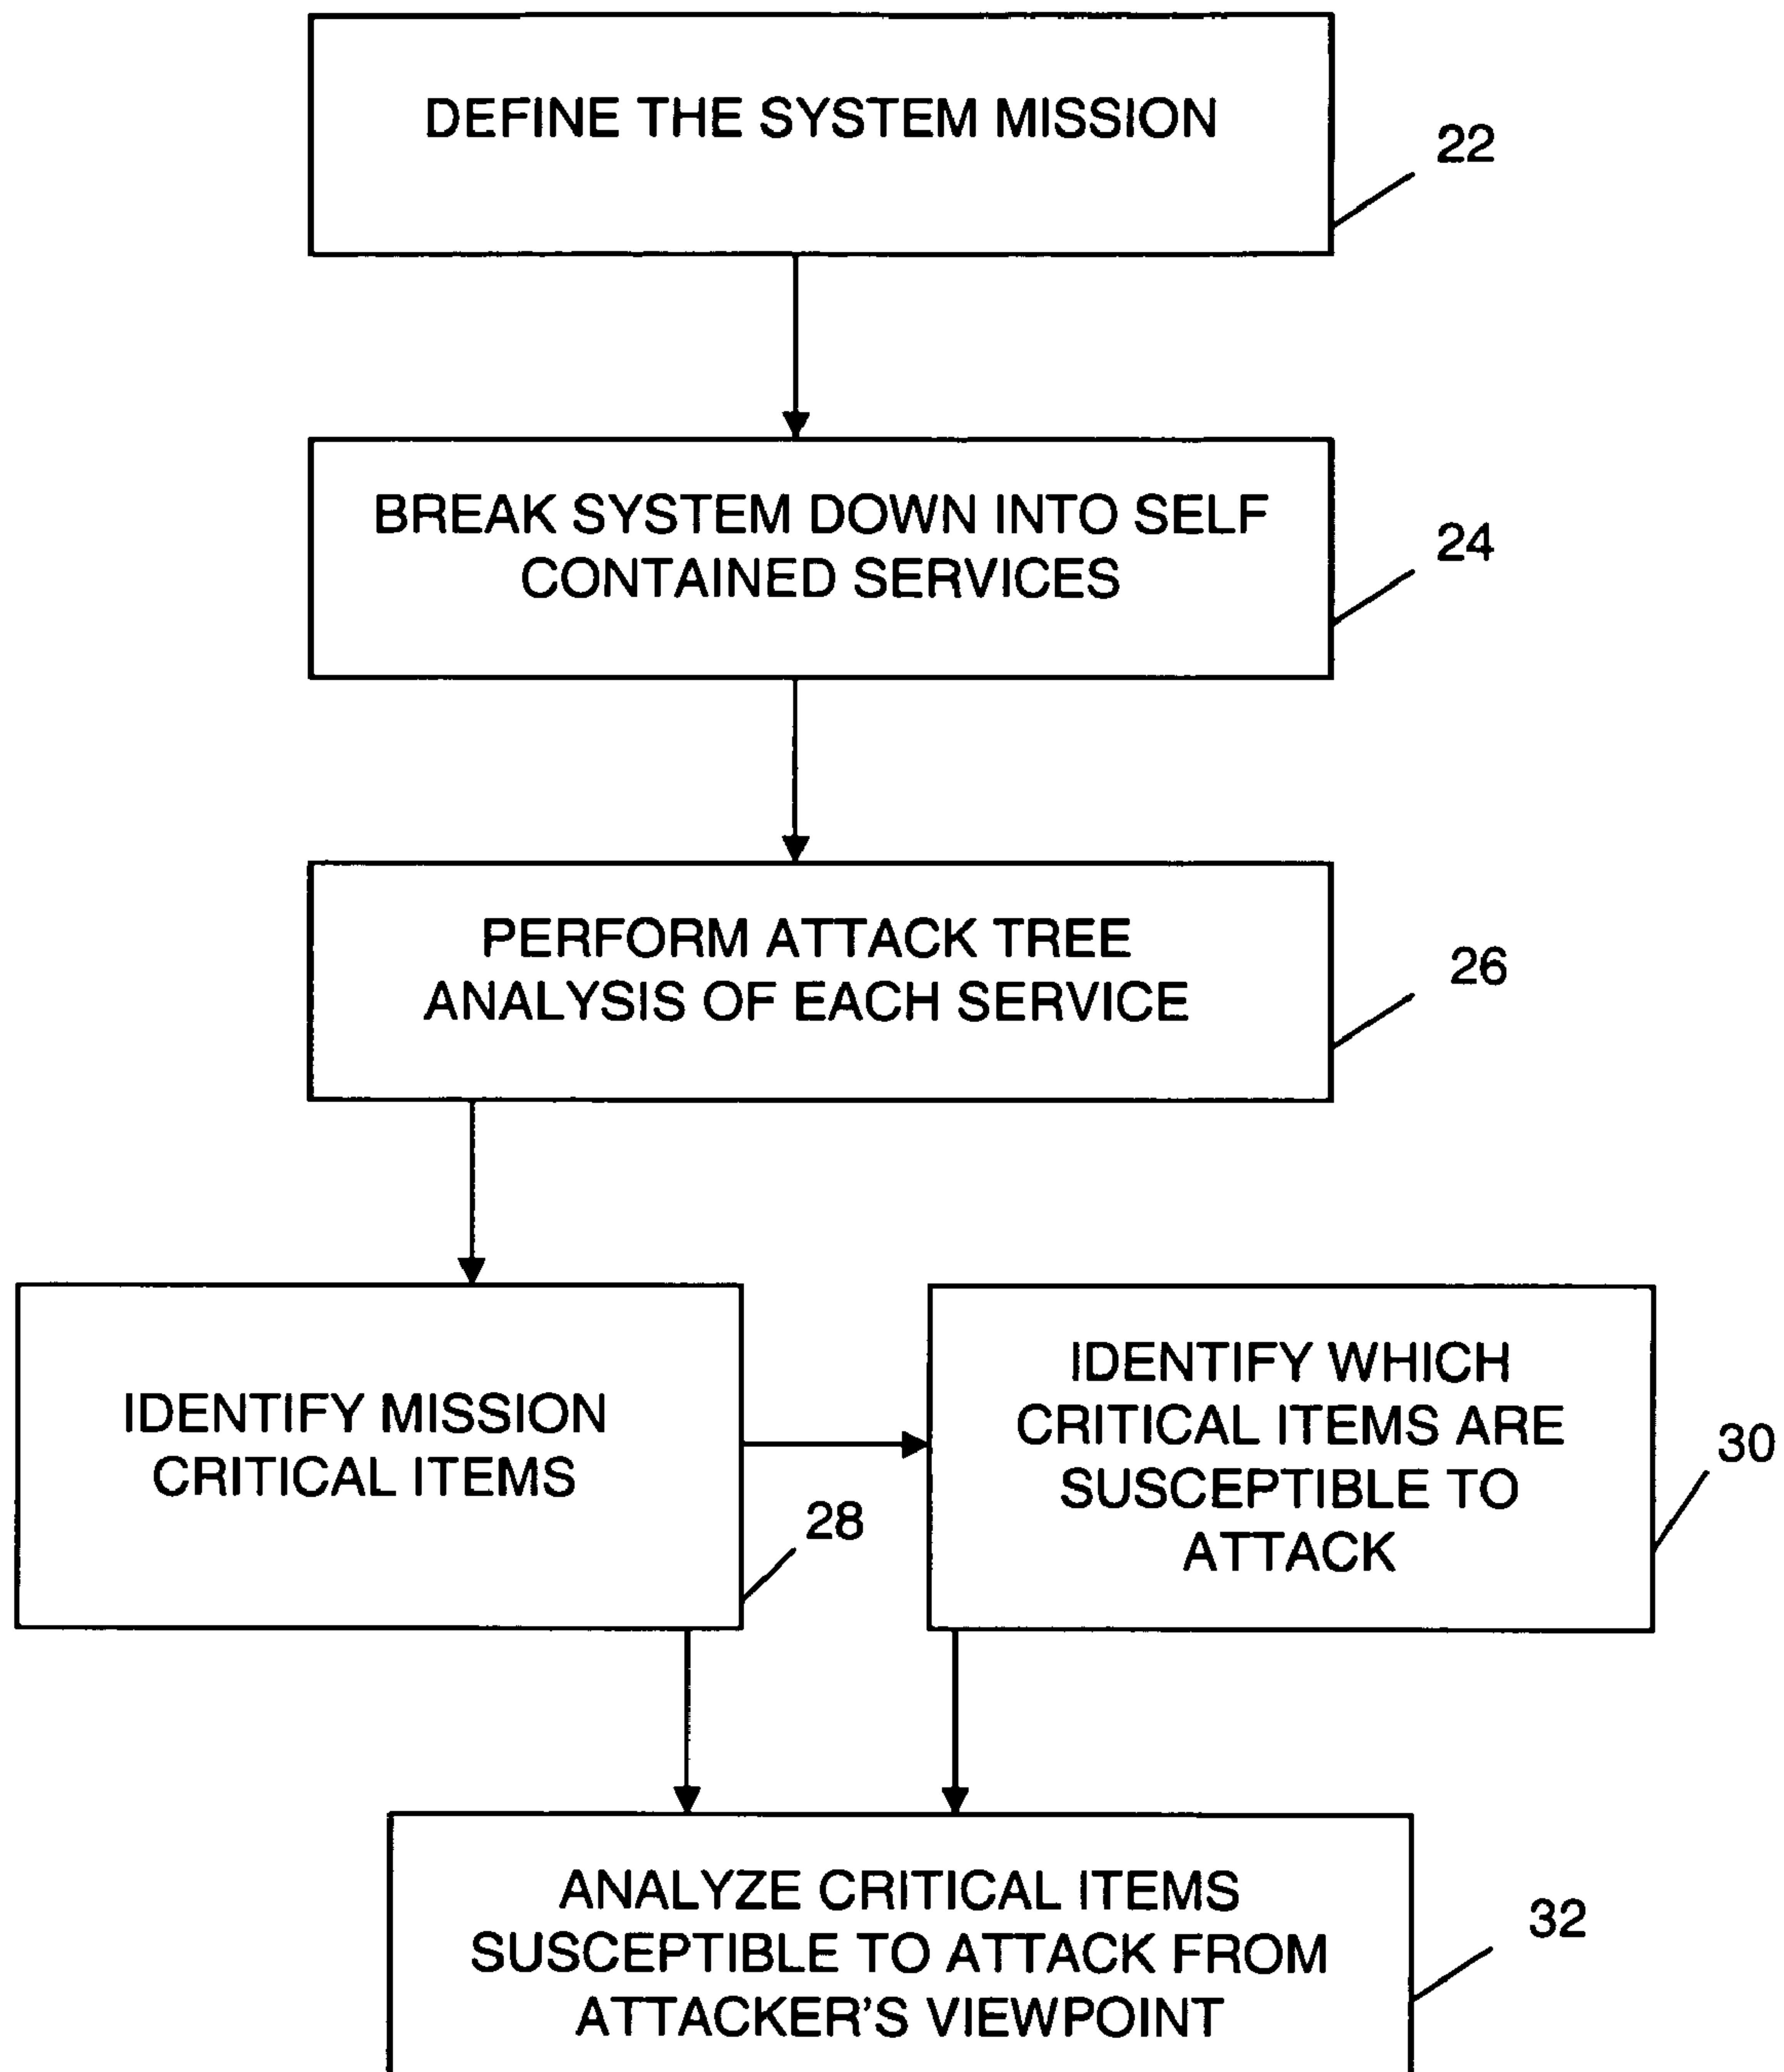 DEFINE THE SYSTEM MISSION
22
BREAK SYSTEM DOWN INTO SELF
CONTAINED SERVICES
24
PERFORM ATTACK TREE
ANALYSIS OF EACH SERVICE
26
IDENTIFY MISSION
CRITICAL ITEMS
28
IDENTIFY WHICH
CRITICAL ITEMS ARE
SUSCEPTIBLE TO
ATTACK
30
ANALYZE CRITICAL ITEMS
SUSCEPTIBLE TO ATTACK FROM
ATTACKER'S VIEWPOINT
32